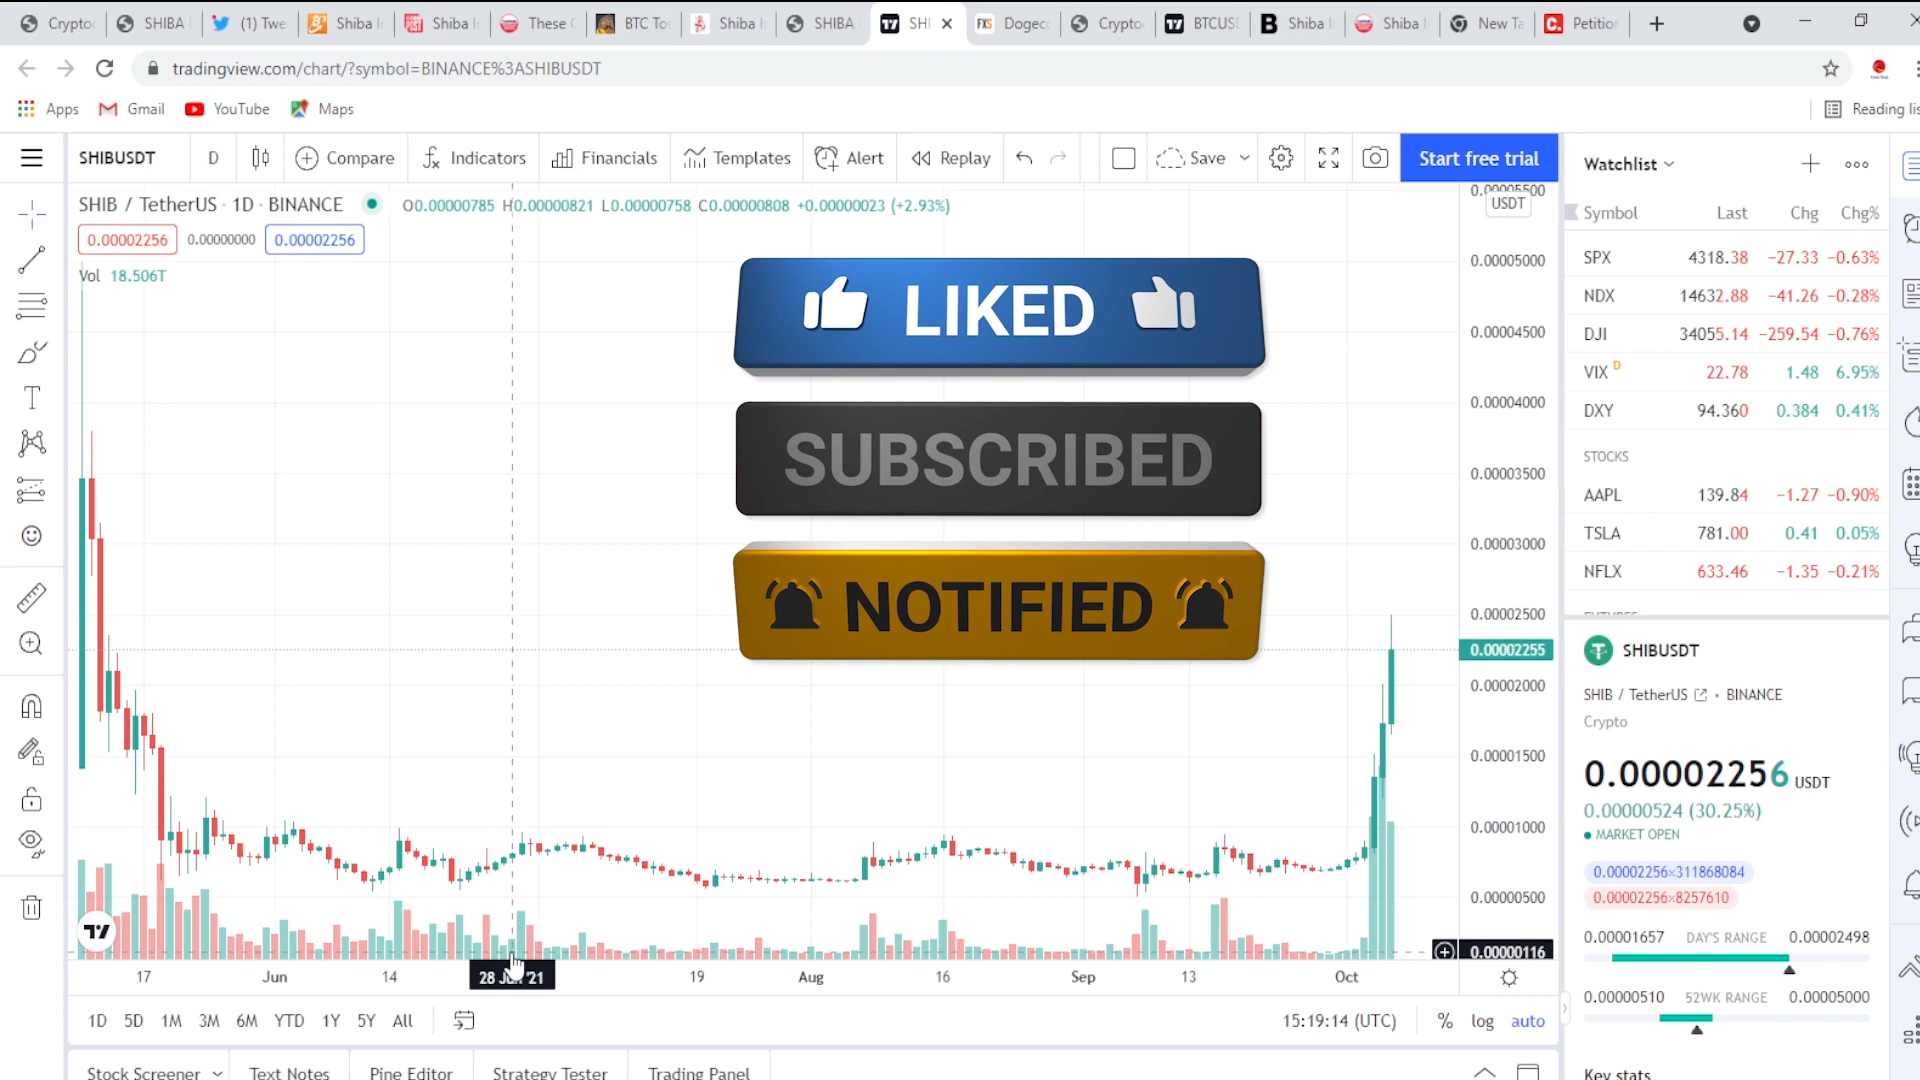 Crypto SHIBA (1) Twe Shiba I Shiba I These C BTC To Shiba I SHIBA SHI Dogeco Crypto BTCUSD Shiba I Shiba I New Ta Petition
tradingview.com/chart/?symbol=BINANCE%3ASHIBUSDT
Apps Gmail YouTube Maps Reading lis
SHIBUSDT D Compare Indicators Financials Templates Alert Replay Save Start free trial
SHIB / TetherUS · 1D · BINANCE O0.00000785 H0.00000821 L0.00000758 C0.00000808 +0.00000023 (+2.93%)
0.00002256 0.00000000 0.00002256
Vol 18.506T
LIKED
SUBSCRIBED
NOTIFIED
0.00005500
USDT
0.00005000
0.00004500
0.00004000
0.00003500
0.00003000
0.00002500
0.00002255
0.00002000
0.00001500
0.00001000
0.00000500
0.00000116
17 Jun 14 28 Jun '21 19 Aug 16 Sep 13 Oct
1D 5D 1M 3M 6M YTD 1Y 5Y All 15:19:14 (UTC) % log auto
Stock Screener Text Notes Pine Editor Strategy Tester Trading Panel
Watchlist
Symbol Last Chg Chg%
SPX 4318.38 −27.33 −0.63%
NDX 14632.88 −41.26 −0.28%
DJI 34055.14 −259.54 −0.76%
VIX D 22.78 1.48 6.95%
DXY 94.360 0.384 0.41%
STOCKS
AAPL 139.84 −1.27 −0.90%
TSLA 781.00 0.41 0.05%
NFLX 633.46 −1.35 −0.21%
FUTURES
SHIBUSDT
SHIB / TetherUS • BINANCE
Crypto
0.00002256 USDT
0.00000524 (30.25%)
MARKET OPEN
0.00002256×311868084
0.00002256×8257610
0.00001657 DAY'S RANGE 0.00002498
0.00000510 52WK RANGE 0.00005000
Key stats